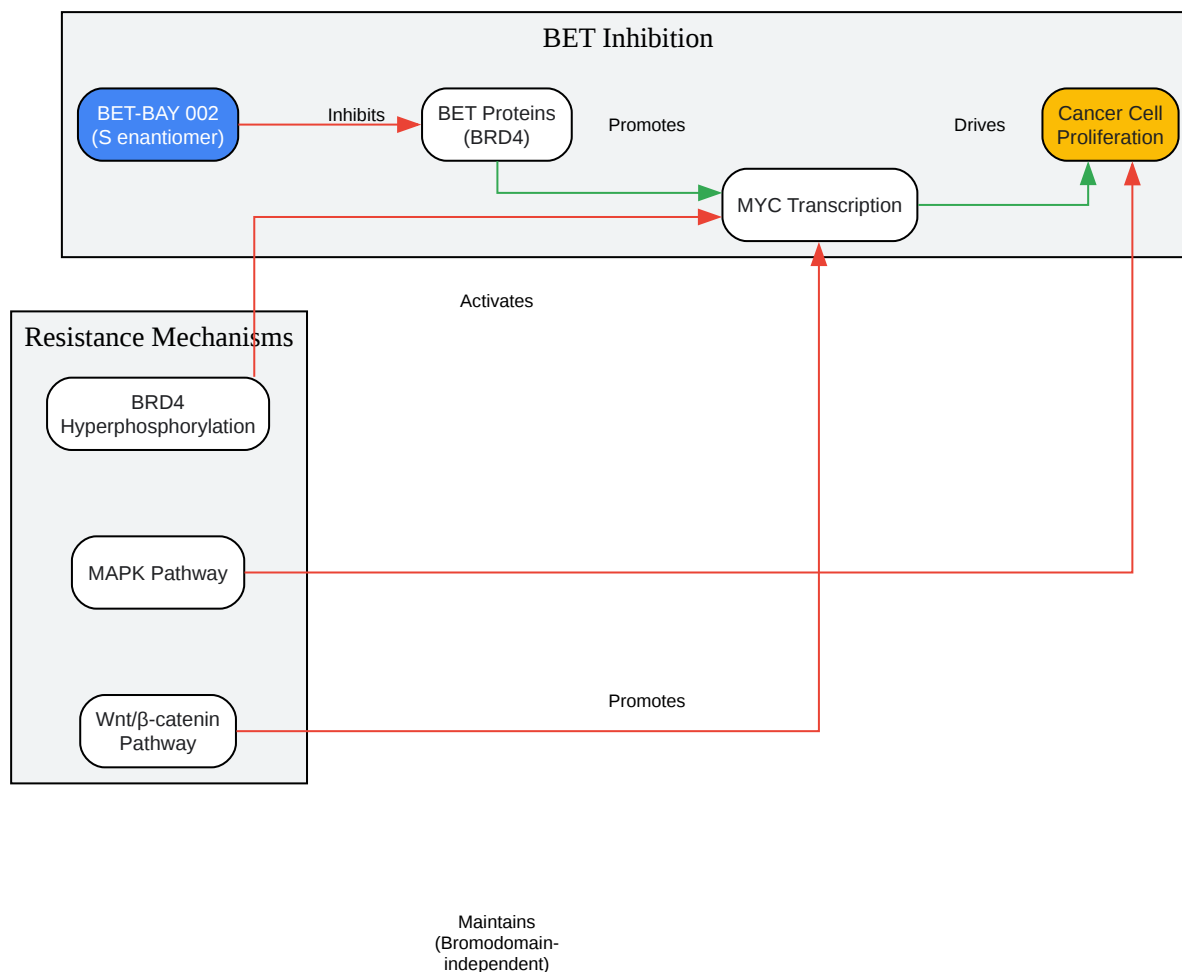 BET Inhibition
BET-BAY 002
(S enantiomer)
Inhibits
BET Proteins
(BRD4)
Promotes
Drives
Cancer Cell
Proliferation
MYC Transcription
Activates
Resistance Mechanisms
BRD4
Hyperphosphorylation
MAPK Pathway
Wnt/β-catenin
Pathway
Promotes
Maintains
(Bromodomain-
independent)